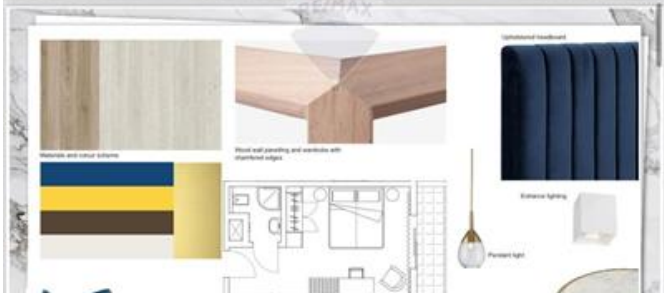 RE/MAX
Upholstered headboard
Materials and colour scheme
Wood wall panelling and wardrobe with
chamfered edges
Entrance lighting
Pendant light